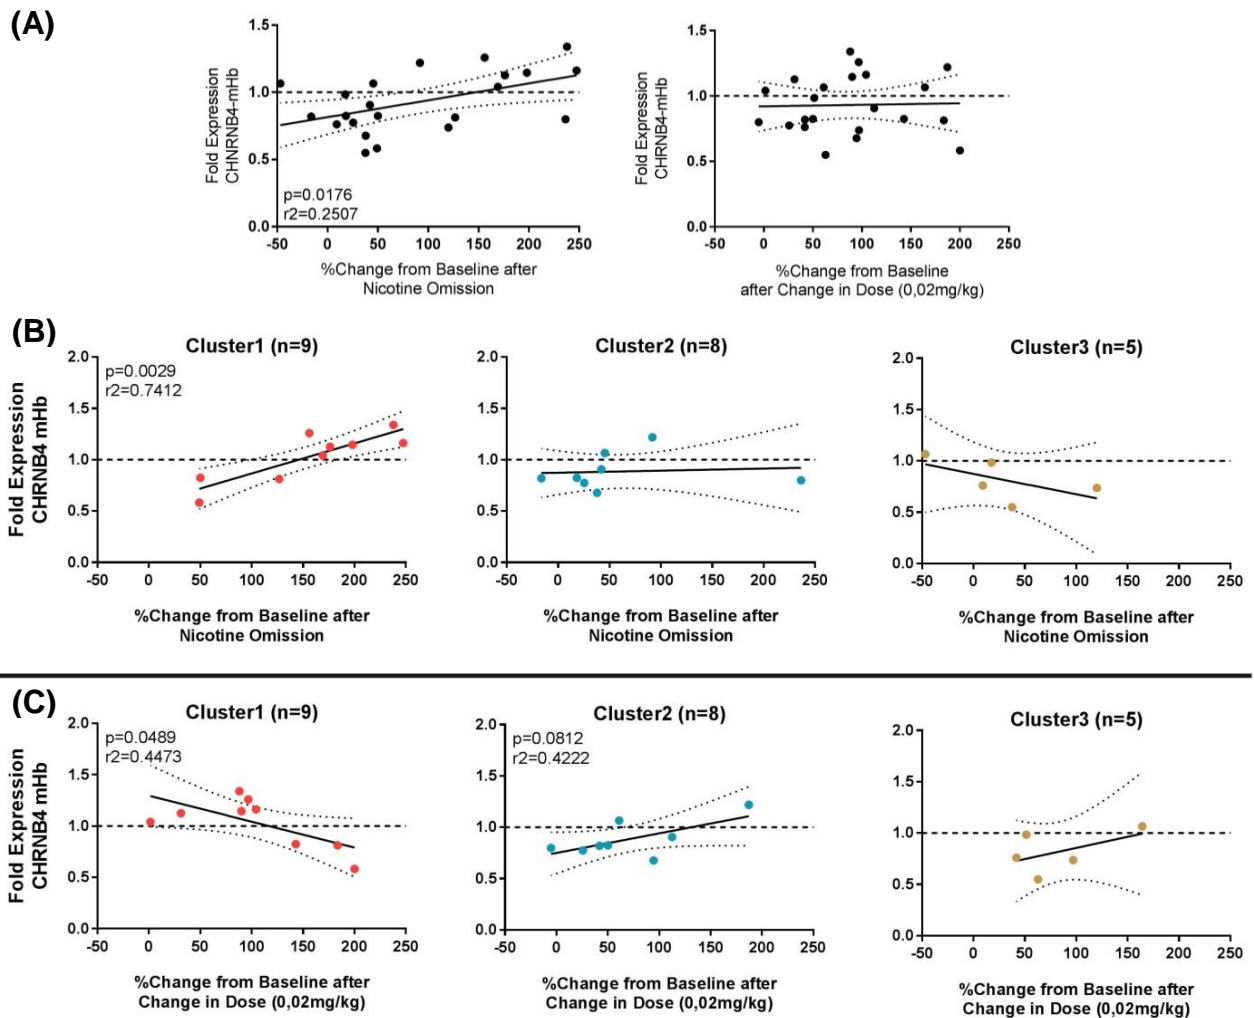 (A)
1.5
1.0
0.5
0.0
Fold Expression
CHNRNB4-mHb
p=0.0176
r2=0.2507
-50 0 50 100 150 200 250
%Change from Baseline after
Nicotine Omission
1.5
1.0
0.5
0.0
Fold Expression
CHRNB4-mHb
-50 0 50 100 150 200 250
%Change from Baseline
after Change in Dose (0,02mg/kg)
(B)
Cluster1 (n=9)
2.0
1.5
1.0
0.5
0.0
Fold Expression
CHRNB4 mHb
p=0.0029
r2=0.7412
-50 0 50 100 150 200 250
%Change from Baseline after
Nicotine Omission
Cluster2 (n=8)
2.0
1.5
1.0
0.5
0.0
-50 0 50 100 150 200 250
%Change from Baseline after
Nicotine Omission
Cluster3 (n=5)
2.0
1.5
1.0
0.5
0.0
-50 0 50 100 150 200 250
%Change from Baseline after
Nicotine Omission
(C)
Cluster1 (n=9)
2.0
1.5
1.0
0.5
0.0
Fold Expression
CHRNB4 mHb
p=0.0489
r2=0.4473
-50 0 50 100 150 200 250
%Change from Baseline after
Change in Dose (0,02mg/kg)
Cluster2 (n=8)
2.0
1.5
1.0
0.5
0.0
p=0.0812
r2=0.4222
-50 0 50 100 150 200 250
%Change from Baseline after
Change in Dose (0,02mg/kg)
Cluster3 (n=5)
2.0
1.5
1.0
0.5
0.0
-50 0 50 100 150 200 250
%Change from Baseline after
Change in Dose (0,02mg/kg)